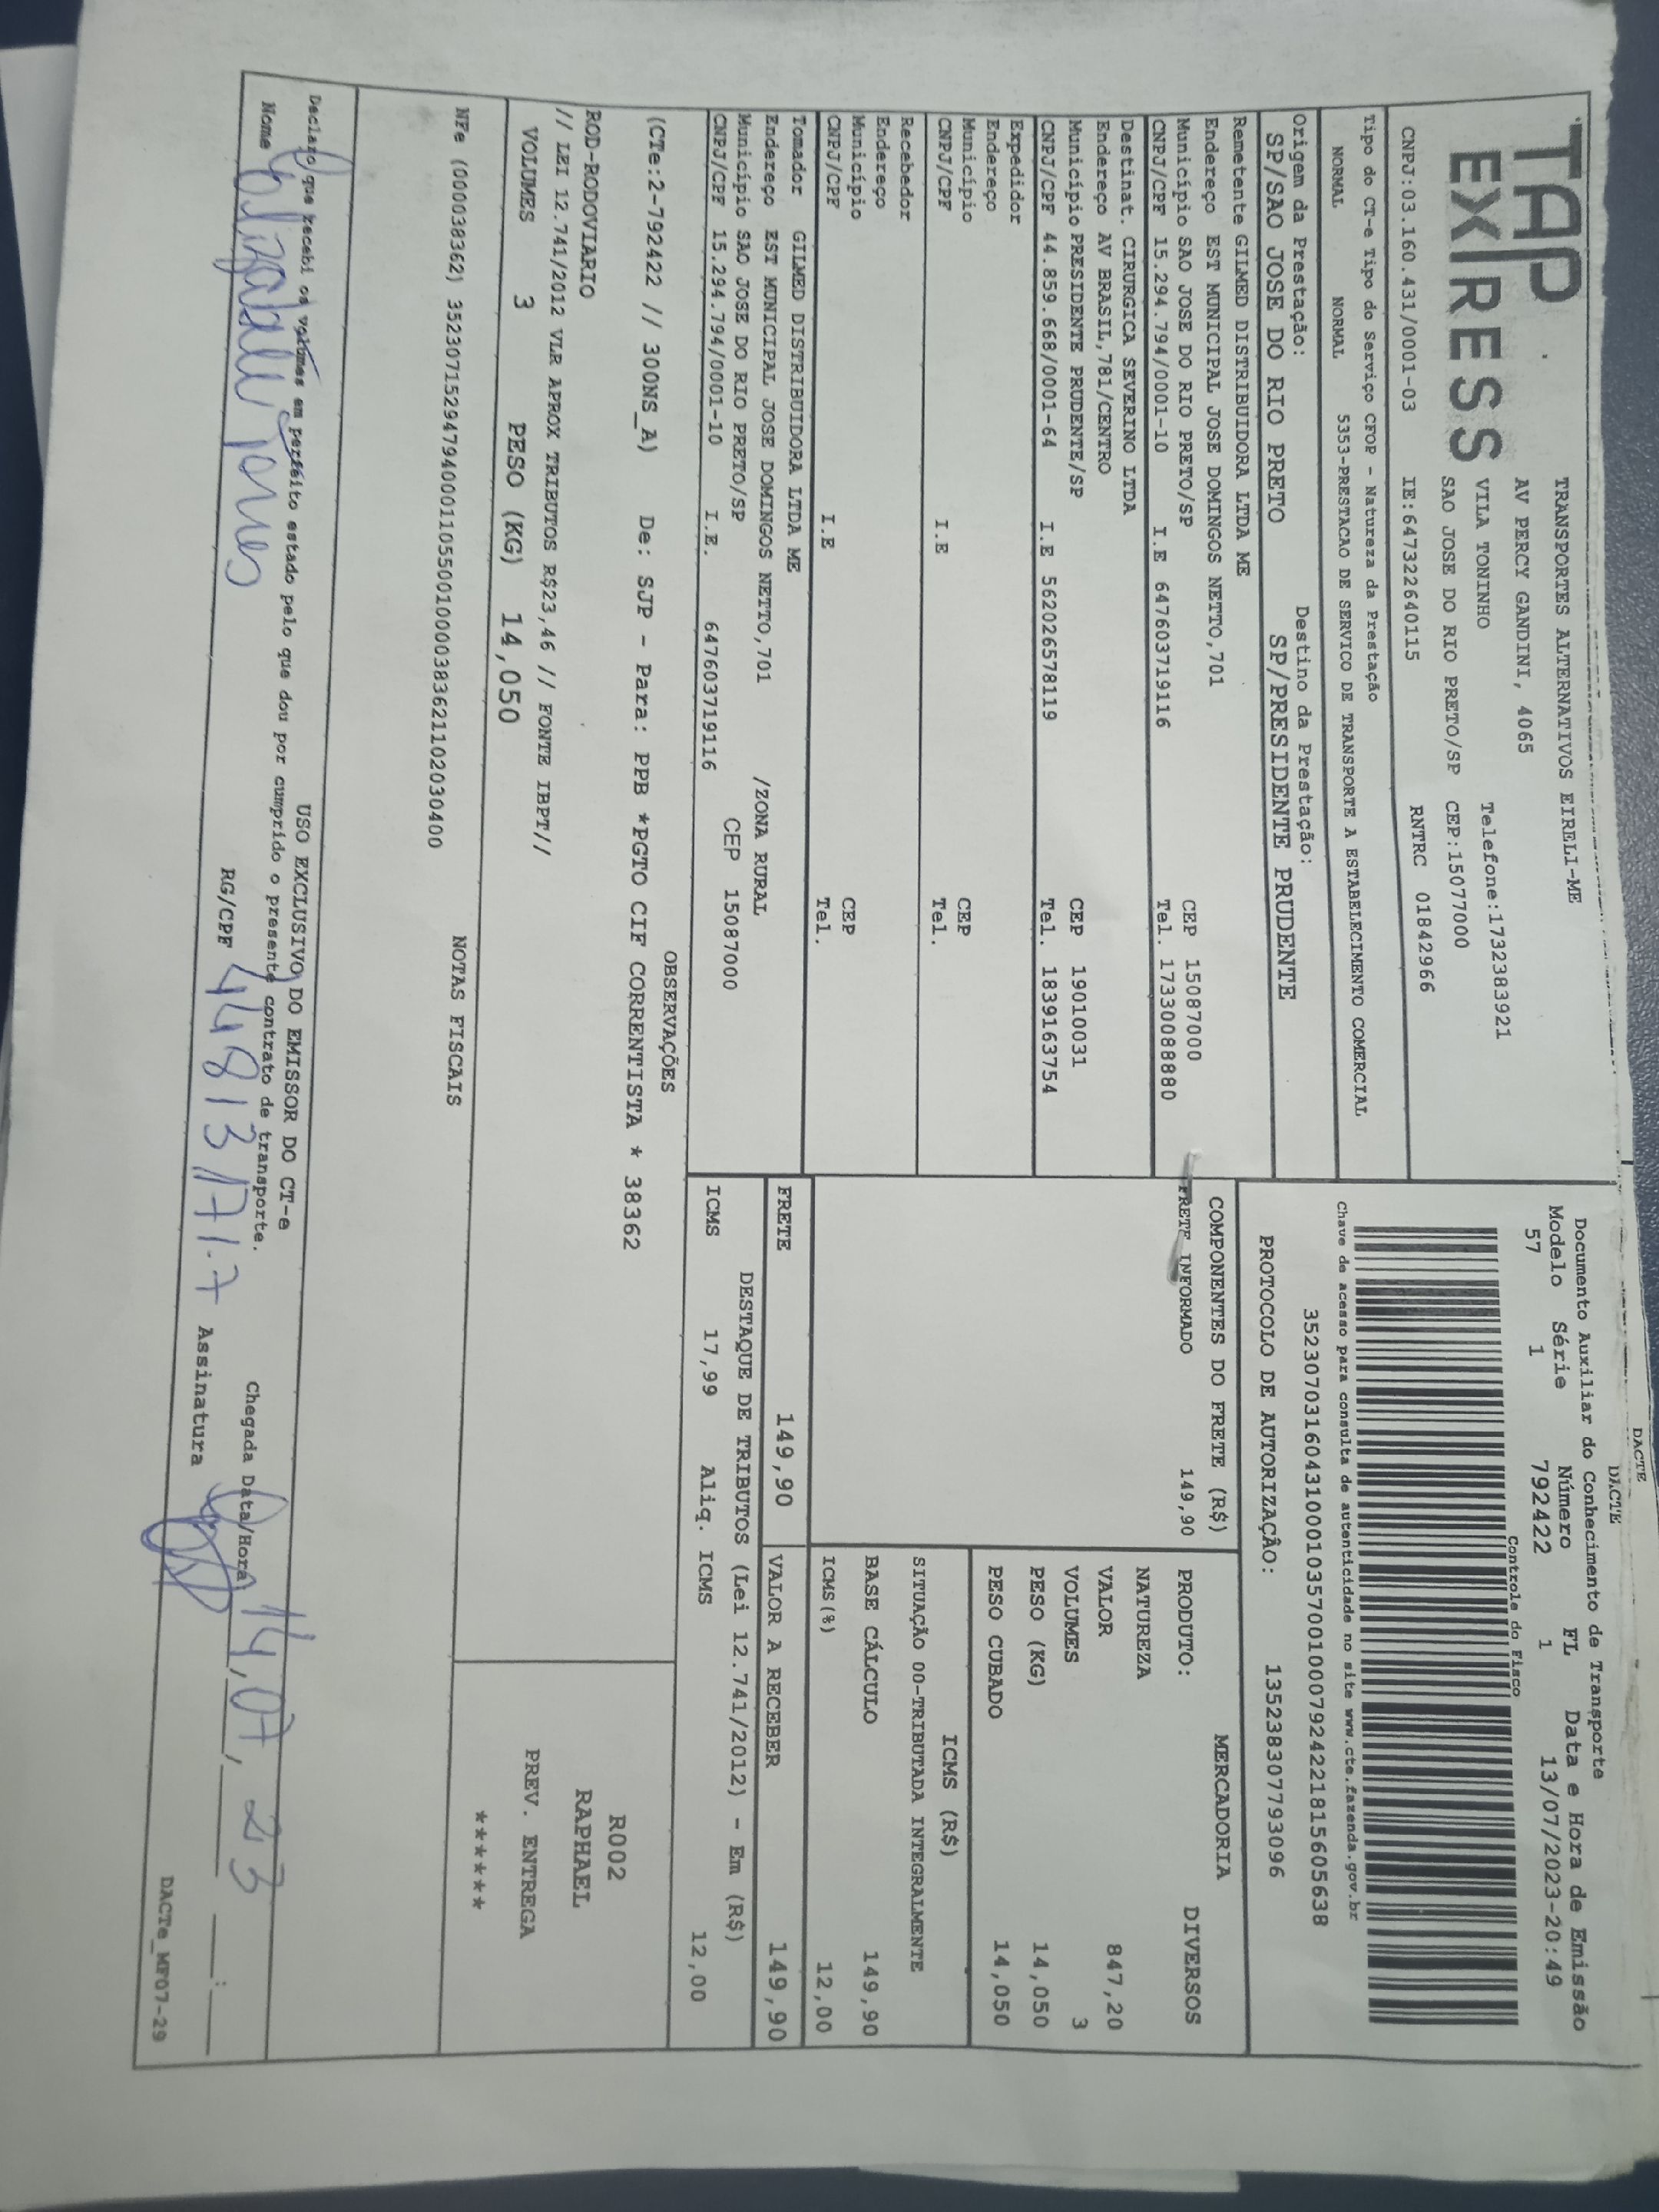 DACTE
DACTE
TAP EXPRESS
TRANSPORTES ALTERNATIVOS EIRELI-ME
AV PERCY GANDINI, 4065
VILA TONINHO Telefone:1732383921
SAO JOSE DO RIO PRETO/SP CEP:15077000
CNPJ:03.160.431/0001-03 IE:647322640115 RNTRC 01842966
Documento Auxiliar do Conhecimento de Transporte
Modelo Série Número FL Data e Hora de Emissão
57 1 792422 1 13/07/2023-20:49
Controle do Fisco
Chave de acesso para consulta de autenticidade no site www.cte.fazenda.gov.br
35230703160431000103570010007924221815605638
PROTOCOLO DE AUTORIZAÇÃO: 135238307793096
Tipo do CT-e Tipo do Serviço CFOP - Natureza da Prestação
NORMAL NORMAL 5353-PRESTACAO DE SERVICO DE TRANSPORTE A ESTABELECIMENTO COMERCIAL
Origem da Prestação: Destino da Prestação:
SP/SAO JOSE DO RIO PRETO SP/PRESIDENTE PRUDENTE
Remetente GILMED DISTRIBUIDORA LTDA ME
Endereço EST MUNICIPAL JOSE DOMINGOS NETTO,701
Município SAO JOSE DO RIO PRETO/SP CEP 15087000
CNPJ/CPF 15.294.794/0001-10 I.E 647603719116 Tel. 1733008880
Destinat. CIRURGICA SEVERINO LTDA
Endereço AV BRASIL,781/CENTRO
Município PRESIDENTE PRUDENTE/SP CEP 19010031
CNPJ/CPF 44.859.668/0001-64 I.E 562026578119 Tel. 1839163754
Expedidor
Endereço
Município CEP
CNPJ/CPF I.E Tel.
Recebedor
Endereço
Município CEP
CNPJ/CPF I.E Tel.
Tomador GILMED DISTRIBUIDORA LTDA ME
Endereço EST MUNICIPAL JOSE DOMINGOS NETTO,701 /ZONA RURAL
Município SAO JOSE DO RIO PRETO/SP CEP 15087000
CNPJ/CPF 15.294.794/0001-10 I.E. 647603719116
COMPONENTES DO FRETE (R$)
FRETE INFORMADO 149,90
MERCADORIA
PRODUTO: DIVERSOS
NATUREZA
VALOR 847,20
VOLUMES 3
PESO (KG) 14,050
PESO CUBADO 14,050
ICMS (R$)
SITUAÇÃO 00-TRIBUTADA INTEGRALMENTE
BASE CÁLCULO 149,90
ICMS(%) 12,00
FRETE 149,90 VALOR A RECEBER 149,90
DESTAQUE DE TRIBUTOS (Lei 12.741/2012) - Em (R$)
ICMS 17,99 Aliq. ICMS 12,00
OBSERVAÇÕES
(CTe:2-792422 // 300NS_A) De: SJP - Para: PPB *PGTO CIF CORRENTISTA * 38362
ROD-RODOVIARIO
// LEI 12.741/2012 VLR APROX TRIBUTOS R$23,46 // FONTE IBPT//
VOLUMES 3 PESO (KG) 14,050
R002
RAPHAEL
PREV. ENTREGA
******
NOTAS FISCAIS
NFe (000038362) 35230715294794000110550010000383621102030400
USO EXCLUSIVO DO EMISSOR DO CT-e
Declaro que recebi os volumes em perfeito estado pelo que dou por cumprido o presente contrato de transporte.
Nome RG/CPF 44813171.7 Assinatura
Chegada Data/Hora 14, 07, 23 __:__
DACTe_MF07-29